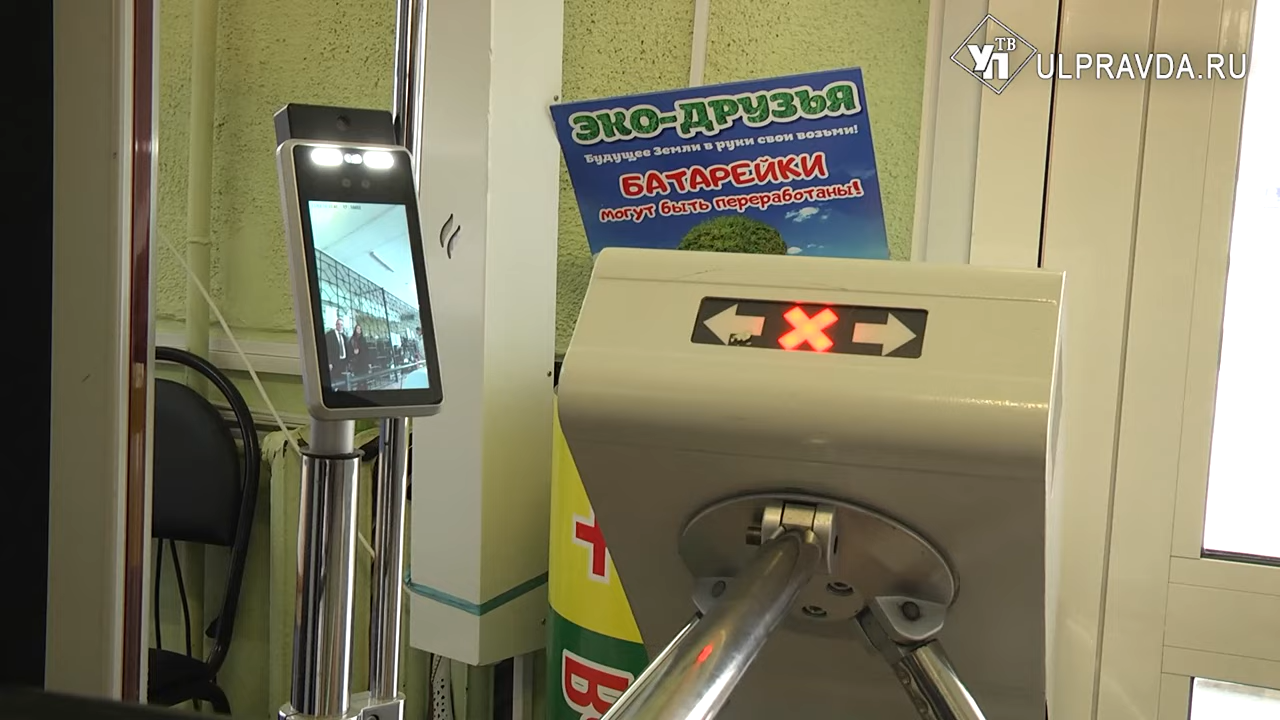 УП ТВ ULPRAVDA.RU
ЭКО-ДРУЗЬЯ
Будущее Земли в руки свои возьми!
БАТАРЕЙКИ
могут быть переработаны!
+